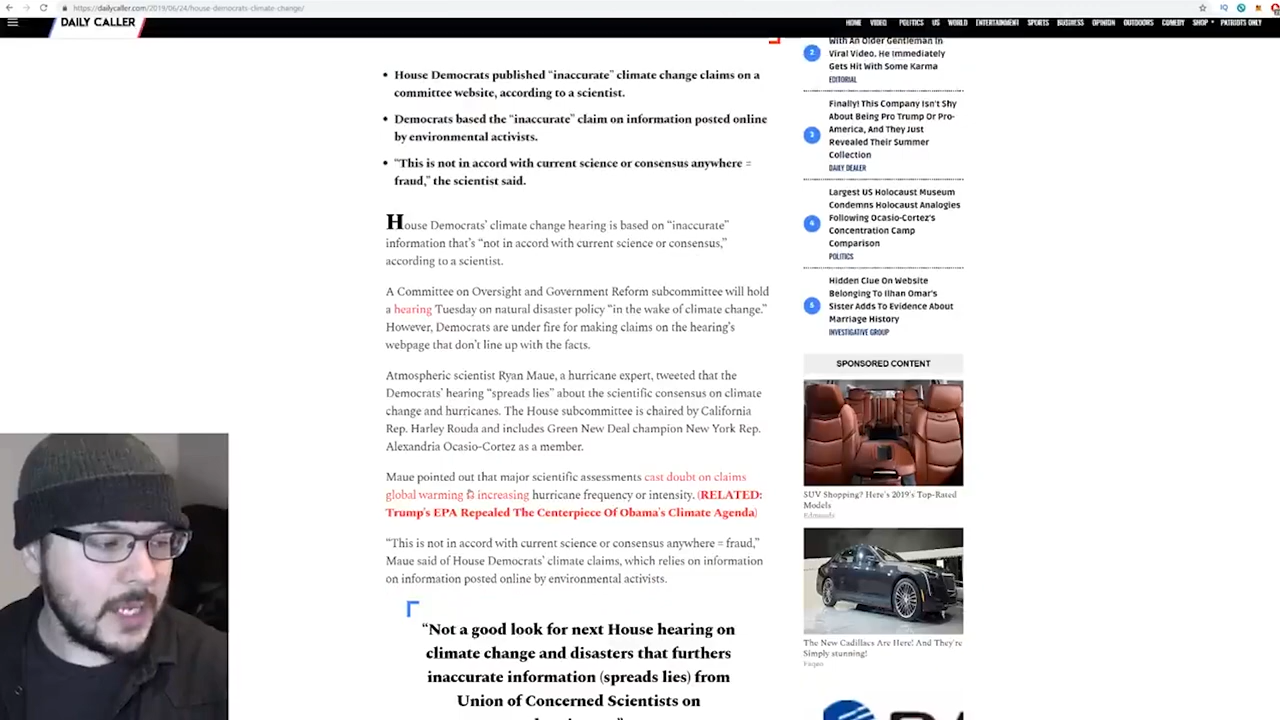 https://dailycaller.com/2019/06/24/house-democrats-climate-change/
DAILY CALLER
HOME VIDEO POLITICS US WORLD ENTERTAINMENT SPORTS BUSINESS OPINION OUTDOORS COMEDY SHOP PATRIOTS ONLY
• House Democrats published “inaccurate” climate change claims on a
committee website, according to a scientist.
• Democrats based the “inaccurate” claim on information posted online
by environmental activists.
• “This is not in accord with current science or consensus anywhere =
fraud,” the scientist said.
House Democrats’ climate change hearing is based on “inaccurate”
information that’s “not in accord with current science or consensus,”
according to a scientist.
A Committee on Oversight and Government Reform subcommittee will hold
a hearing Tuesday on natural disaster policy “in the wake of climate change.”
However, Democrats are under fire for making claims on the hearing’s
webpage that don’t line up with the facts.
Atmospheric scientist Ryan Maue, a hurricane expert, tweeted that the
Democrats’ hearing “spreads lies” about the scientific consensus on climate
change and hurricanes. The House subcommittee is chaired by California
Rep. Harley Rouda and includes Green New Deal champion New York Rep.
Alexandria Ocasio-Cortez as a member.
Maue pointed out that major scientific assessments cast doubt on claims
global warming is increasing hurricane frequency or intensity. (RELATED:
Trump’s EPA Repealed The Centerpiece Of Obama’s Climate Agenda)
“This is not in accord with current science or consensus anywhere = fraud,”
Maue said of House Democrats’ climate claims, which relies on information
on information posted online by environmental activists.
“Not a good look for next House hearing on
climate change and disasters that furthers
inaccurate information (spreads lies) from
Union of Concerned Scientists on
2
With An Older Gentleman In
Viral Video, He Immediately
Gets Hit With Some Karma
EDITORIAL
3
Finally! This Company Isn't Shy
About Being Pro Trump Or Pro-
America, And They Just
Revealed Their Summer
Collection
DAILY DEALER
4
Largest US Holocaust Museum
Condemns Holocaust Analogies
Following Ocasio-Cortez's
Concentration Camp
Comparison
POLITICS
5
Hidden Clue On Website
Belonging To Ilhan Omar's
Sister Adds To Evidence About
Marriage History
INVESTIGATIVE GROUP
SPONSORED CONTENT
SUV Shopping? Here's 2019's Top-Rated
Models
Edmunds
The New Cadillacs Are Here! And They're
Simply stunning!